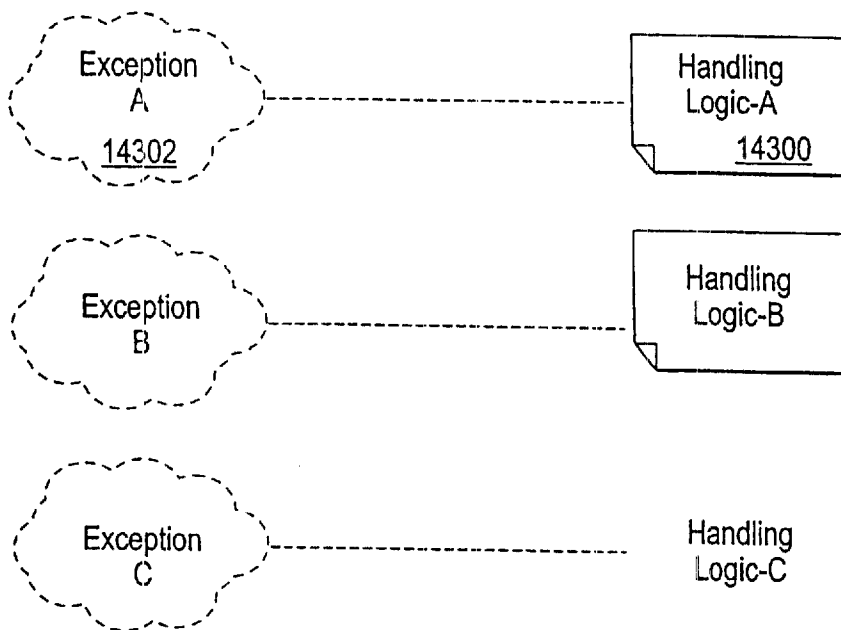 Exception
A
14302
Handling
Logic-A
14300
Exception
B
Handling
Logic-B
Exception
C
Handling
Logic-C